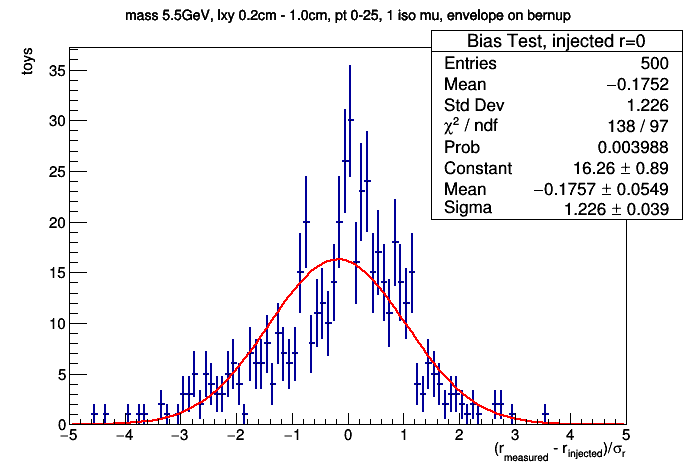 mass 5.5GeV, lxy 0.2cm - 1.0cm, pt 0-25, 1 iso mu, envelope on bernup
Bias Test, injected r=0
Entries 500
Mean −0.1752
Std Dev 1.226
χ² / ndf 138 / 97
Prob 0.003988
Constant 16.26 ± 0.89
Mean −0.1757 ± 0.0549
Sigma 1.226 ± 0.039
toys
35
30
25
20
15
10
5
0
−5 −4 −3 −2 −1 0 1 2 3 4 5
(r_measured - r_injected)/σ_r